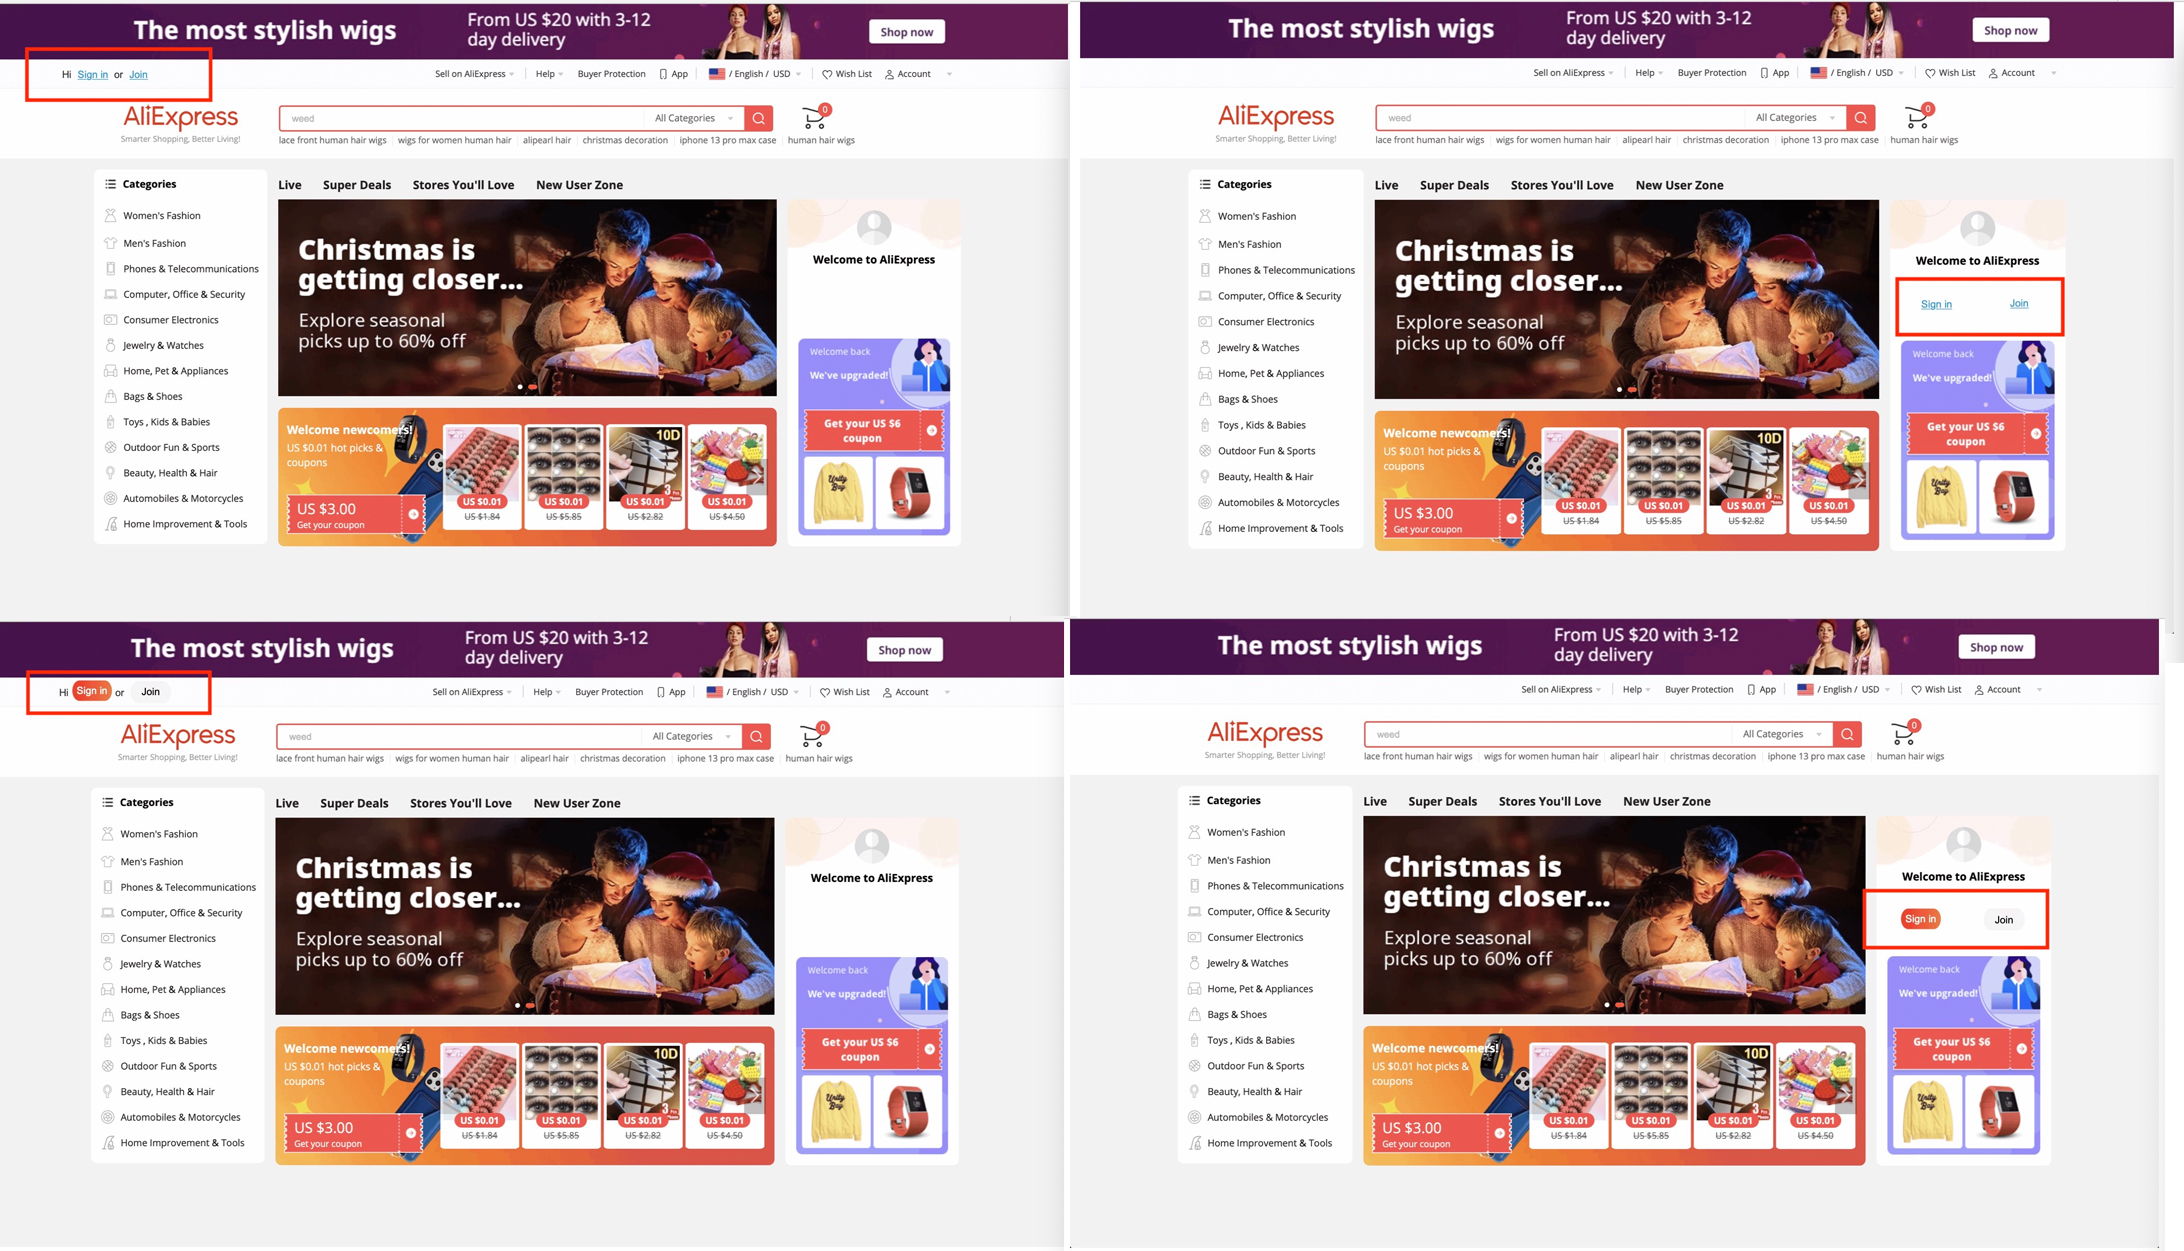 The most stylish wigs
From US $20 with 3-12
day delivery
Shop now
Hi Sign in or Join
Sell on AliExpress
Help
Buyer Protection
App
/ English / USD
Wish List
Account
AliExpress
Smarter Shopping, Better Living!
weed
All Categories
0
lace front human hair wigs
wigs for women human hair
alipearl hair
christmas decoration
iphone 13 pro max case
human hair wigs
Categories
Women's Fashion
Men's Fashion
Phones & Telecommunications
Computer, Office & Security
Consumer Electronics
Jewelry & Watches
Home, Pet & Appliances
Bags & Shoes
Toys , Kids & Babies
Outdoor Fun & Sports
Beauty, Health & Hair
Automobiles & Motorcycles
Home Improvement & Tools
Live
Super Deals
Stores You'll Love
New User Zone
Christmas is
getting closer...
Explore seasonal
picks up to 60% off
Welcome newcomers!
US $0.01 hot picks &
coupons
US $3.00
Get your coupon
US $0.01
US $1.84
US $0.01
US $5.85
10D
US $0.01
US $2.82
US $0.01
US $4.50
Welcome to AliExpress
Welcome back
We've upgraded!
Get your US $6
coupon
Unity
Boy
The most stylish wigs
From US $20 with 3-12
day delivery
Shop now
Sell on AliExpress
Help
Buyer Protection
App
/ English / USD
Wish List
Account
AliExpress
Smarter Shopping, Better Living!
weed
All Categories
0
lace front human hair wigs
wigs for women human hair
alipearl hair
christmas decoration
iphone 13 pro max case
human hair wigs
Categories
Women's Fashion
Men's Fashion
Phones & Telecommunications
Computer, Office & Security
Consumer Electronics
Jewelry & Watches
Home, Pet & Appliances
Bags & Shoes
Toys , Kids & Babies
Outdoor Fun & Sports
Beauty, Health & Hair
Automobiles & Motorcycles
Home Improvement & Tools
Live
Super Deals
Stores You'll Love
New User Zone
Christmas is
getting closer...
Explore seasonal
picks up to 60% off
Welcome newcomers!
US $0.01 hot picks &
coupons
US $3.00
Get your coupon
US $0.01
US $1.84
US $0.01
US $5.85
10D
US $0.01
US $2.82
US $0.01
US $4.50
Welcome to AliExpress
Sign in
Join
Welcome back
We've upgraded!
Get your US $6
coupon
Unity
Boy
The most stylish wigs
From US $20 with 3-12
day delivery
Shop now
Hi Sign in or Join
Sell on AliExpress
Help
Buyer Protection
App
/ English / USD
Wish List
Account
AliExpress
Smarter Shopping, Better Living!
weed
All Categories
0
lace front human hair wigs
wigs for women human hair
alipearl hair
christmas decoration
iphone 13 pro max case
human hair wigs
Categories
Women's Fashion
Men's Fashion
Phones & Telecommunications
Computer, Office & Security
Consumer Electronics
Jewelry & Watches
Home, Pet & Appliances
Bags & Shoes
Toys , Kids & Babies
Outdoor Fun & Sports
Beauty, Health & Hair
Automobiles & Motorcycles
Home Improvement & Tools
Live
Super Deals
Stores You'll Love
New User Zone
Christmas is
getting closer...
Explore seasonal
picks up to 60% off
Welcome newcomers!
US $0.01 hot picks &
coupons
US $3.00
Get your coupon
US $0.01
US $1.84
US $0.01
US $5.85
10D
US $0.01
US $2.82
US $0.01
US $4.50
Welcome to AliExpress
Welcome back
We've upgraded!
Get your US $6
coupon
Unity
Boy
The most stylish wigs
From US $20 with 3-12
day delivery
Shop now
Sell on AliExpress
Help
Buyer Protection
App
/ English / USD
Wish List
Account
AliExpress
Smarter Shopping, Better Living!
weed
All Categories
0
lace front human hair wigs
wigs for women human hair
alipearl hair
christmas decoration
iphone 13 pro max case
human hair wigs
Categories
Women's Fashion
Men's Fashion
Phones & Telecommunications
Computer, Office & Security
Consumer Electronics
Jewelry & Watches
Home, Pet & Appliances
Bags & Shoes
Toys , Kids & Babies
Outdoor Fun & Sports
Beauty, Health & Hair
Automobiles & Motorcycles
Home Improvement & Tools
Live
Super Deals
Stores You'll Love
New User Zone
Christmas is
getting closer...
Explore seasonal
picks up to 60% off
Welcome newcomers!
US $0.01 hot picks &
coupons
US $3.00
Get your coupon
US $0.01
US $1.84
US $0.01
US $5.85
10D
US $0.01
US $2.82
US $0.01
US $4.50
Welcome to AliExpress
Sign in
Join
Welcome back
We've upgraded!
Get your US $6
coupon
Unity
Boy